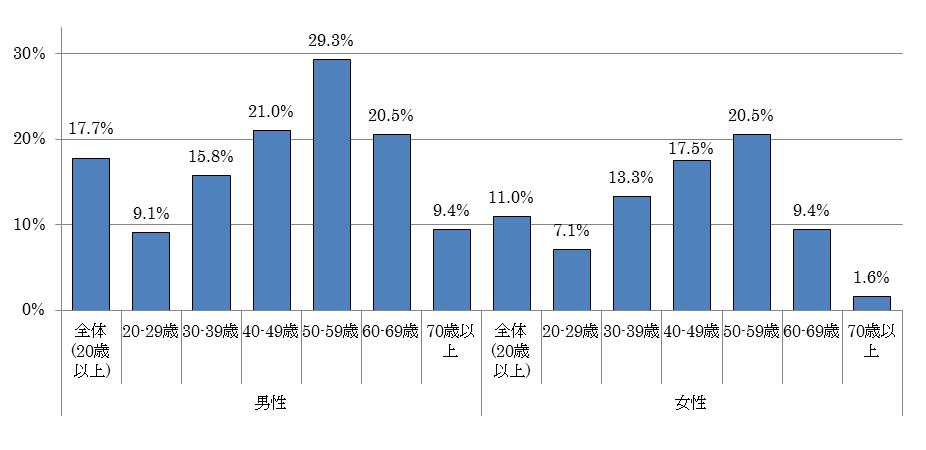 30%
20%
10%
0%
17.7%
9.1%
15.8%
21.0%
29.3%
20.5%
9.4%
11.0%
7.1%
13.3%
17.5%
20.5%
9.4%
1.6%
全体
(20歳
以上)
20-29歳
30-39歳
40-49歳
50-59歳
60-69歳
70歳以
上
全体
(20歳
以上)
20-29歳
30-39歳
40-49歳
50-59歳
60-69歳
70歳以
上
男性
女性